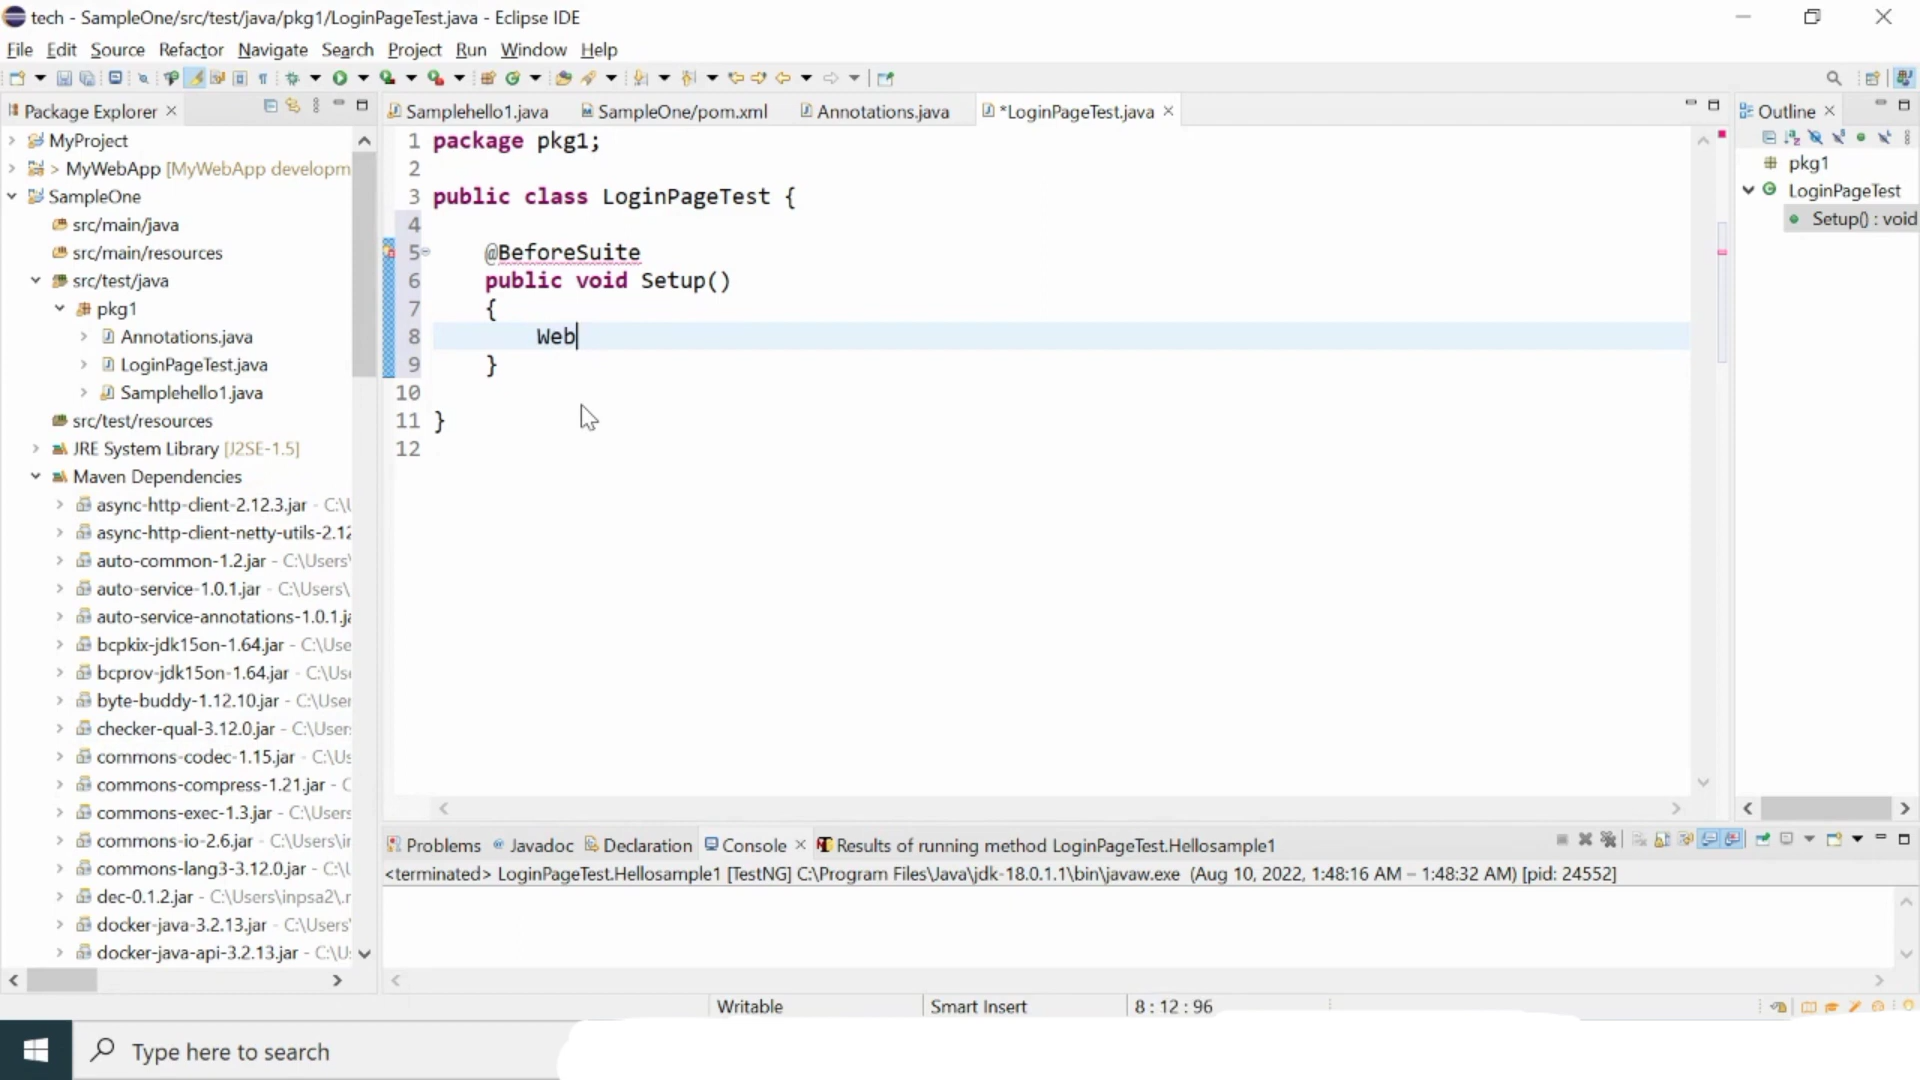 tech - SampleOne/src/test/java/pkg1/LoginPageTest.java - Eclipse IDE
File Edit Source Refactor Navigate Search Project Run Window Help
Package Explorer
MyProject
> MyWebApp [MyWebApp developm
SampleOne
src/main/java
src/main/resources
src/test/java
pkg1
Annotations.java
LoginPageTest.java
Samplehello1.java
src/test/resources
JRE System Library [J2SE-1.5]
Maven Dependencies
async-http-client-2.12.3.jar - C:\U
async-http-client-netty-utils-2.12
auto-common-1.2.jar - C:\Users\
auto-service-1.0.1.jar - C:\Users\
auto-service-annotations-1.0.1.ja
bcpkix-jdk15on-1.64.jar - C:\Use
bcprov-jdk15on-1.64.jar - C:\Use
byte-buddy-1.12.10.jar - C:\User
checker-qual-3.12.0.jar - C:\User
commons-codec-1.15.jar - C:\Us
commons-compress-1.21.jar - C
commons-exec-1.3.jar - C:\Users
commons-io-2.6.jar - C:\Users\ir
commons-lang3-3.12.0.jar - C:\U
dec-0.1.2.jar - C:\Users\inpsa2\.r
docker-java-3.2.13.jar - C:\Users\
docker-java-api-3.2.13.jar - C:\U
Samplehello1.java SampleOne/pom.xml Annotations.java *LoginPageTest.java
1 package pkg1;
2
3 public class LoginPageTest {
4
5 @BeforeSuite
6 public void Setup()
7 {
8 Web
9 }
10
11 }
12
Outline
pkg1
LoginPageTest
Setup() : void
Problems Javadoc Declaration Console Results of running method LoginPageTest.Hellosample1
<terminated> LoginPageTest.Hellosample1 [TestNG] C:\Program Files\Java\jdk-18.0.1.1\bin\javaw.exe (Aug 10, 2022, 1:48:16 AM – 1:48:32 AM) [pid: 24552]
Writable Smart Insert 8 : 12 : 96
Type here to search